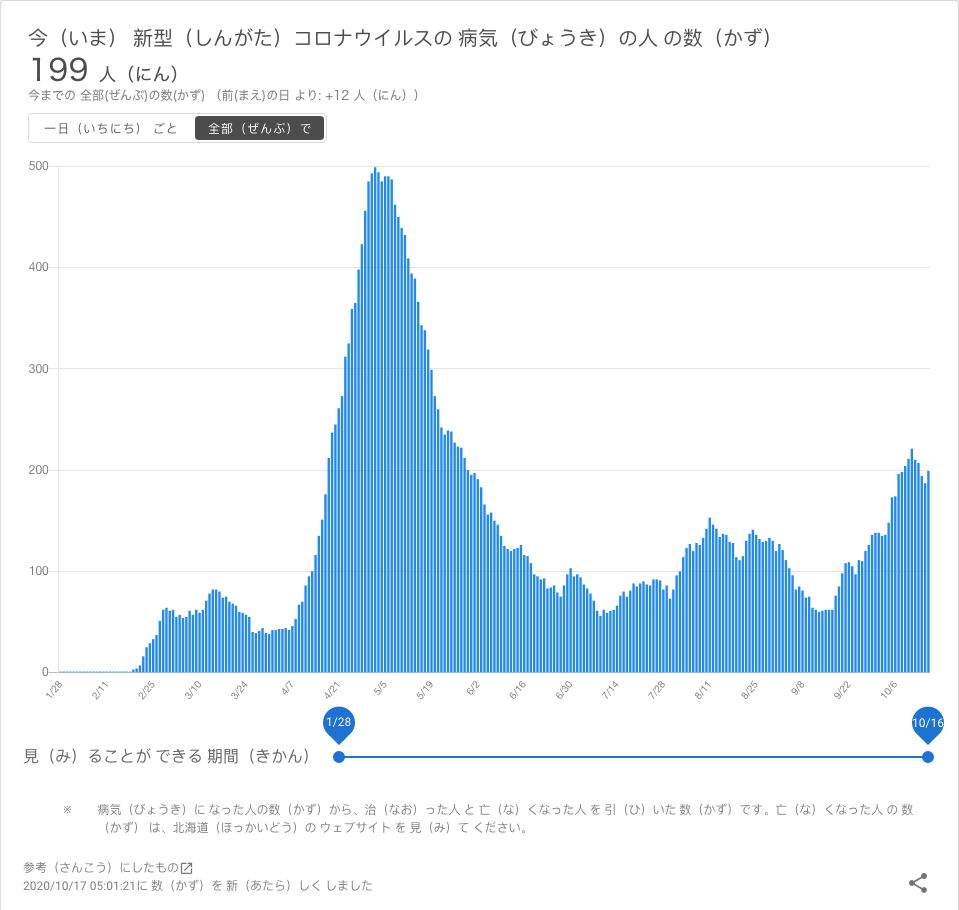 今（いま） 新型（しんがた）コロナウイルスの 病気（びょうき）の人 の数（かず）
199 人（にん）
今までの 全部(ぜんぶ)の数(かず) （前(まえ)の日 より: +12 人（にん））
一日（いちにち） ごと 全部（ぜんぶ）で
500
400
300
200
100
0
1/28 2/11 2/25 3/10 3/24 4/7 4/21 5/5 5/19 6/2 6/16 6/30 7/14 7/28 8/11 8/25 9/8 9/22 10/6
1/28 10/16
見（み）ることが できる 期間（きかん）
※ 病気（びょうき）に なった人の数（かず）から、治（なお）った人 と 亡（な）くなった人 を 引（ひ）いた 数（かず）です。亡（な）くなった人 の 数
（かず） は、北海道（ほっかいどう）の ウェブサイト を 見（み）て ください。
参考（さんこう）にしたもの
2020/10/17 05:01:21に 数（かず）を 新（あたら）しく しました